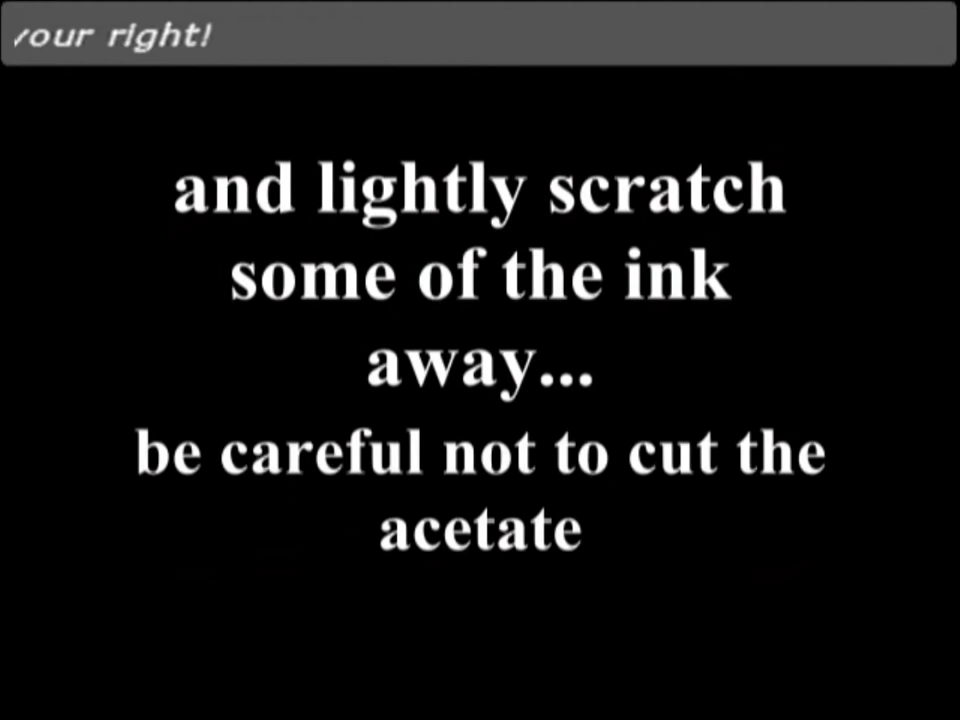 your right!
and lightly scratch
some of the ink
away...
be careful not to cut the
acetate